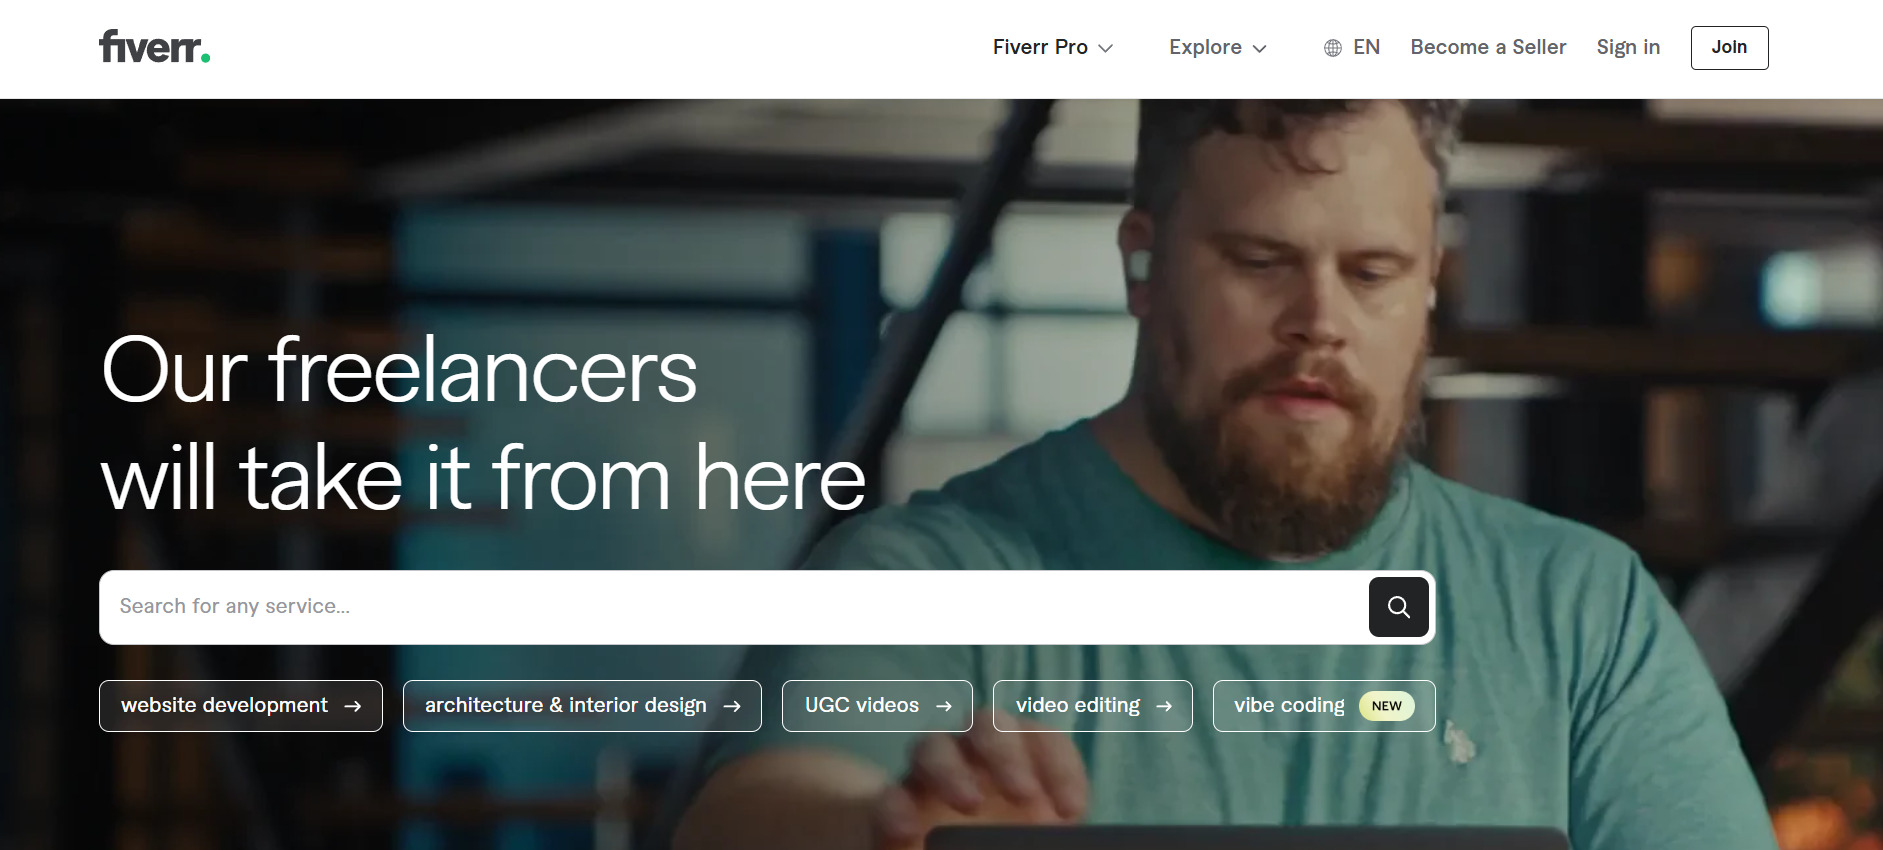 fiverr.
Fiverr Pro
Explore
EN
Become a Seller
Sign in
Join
Our freelancers
will take it from here
Search for any service...
website development →
architecture & interior design →
UGC videos →
video editing →
vibe coding NEW